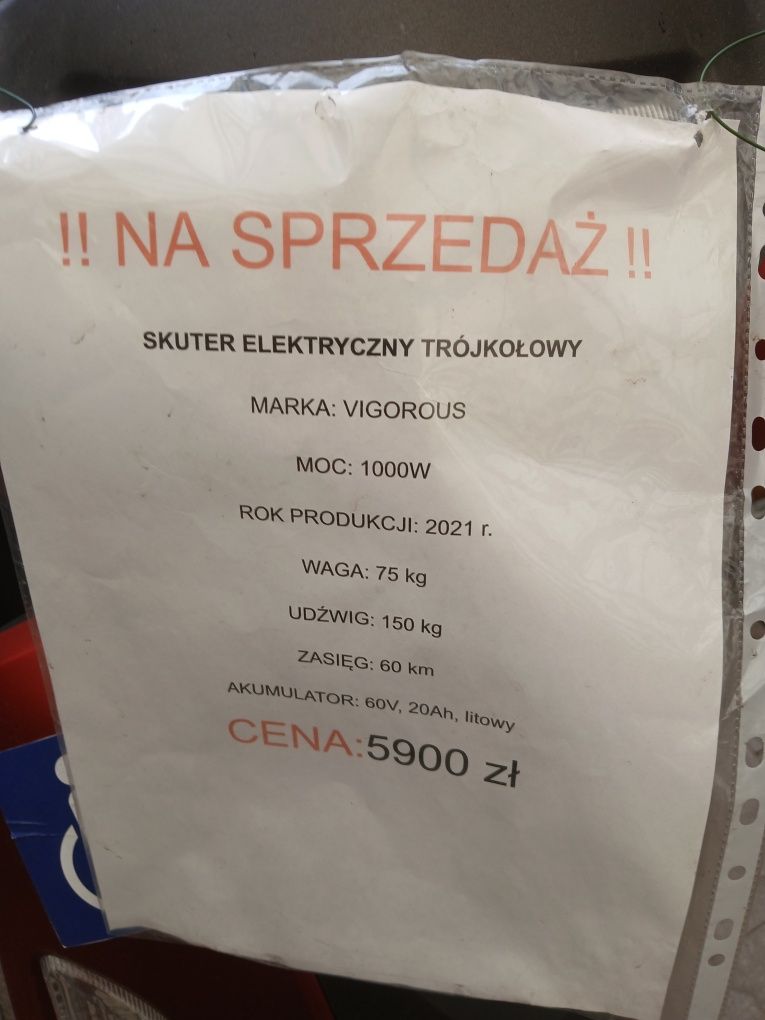 !! NA SPRZEDAŻ !!
SKUTER ELEKTRYCZNY TRÓJKOŁOWY
MARKA: VIGOROUS
MOC: 1000W
ROK PRODUKCJI: 2021 r.
WAGA: 75 kg
UDŹWIG: 150 kg
ZASIĘG: 60 km
AKUMULATOR: 60V, 20Ah, litowy
CENA:5900 zł